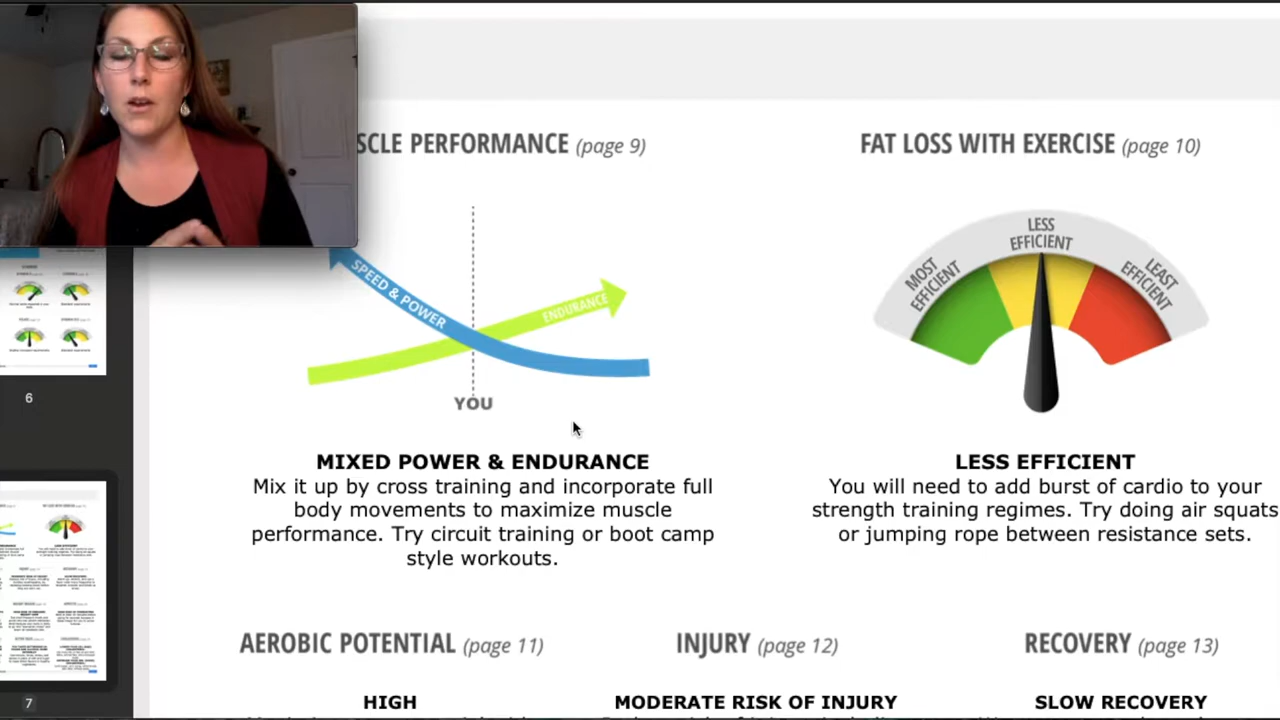 SCLE PERFORMANCE (page 9)
FAT LOSS WITH EXERCISE (page 10)
SPEED & POWER
ENDURANCE
YOU
MOST EFFICIENT
LESS EFFICIENT
LEAST EFFICIENT
MIXED POWER & ENDURANCE
Mix it up by cross training and incorporate full
body movements to maximize muscle
performance. Try circuit training or boot camp
style workouts.
LESS EFFICIENT
You will need to add burst of cardio to your
strength training regimes. Try doing air squats
or jumping rope between resistance sets.
AEROBIC POTENTIAL (page 11)
INJURY (page 12)
RECOVERY (page 13)
HIGH
MODERATE RISK OF INJURY
SLOW RECOVERY
6
7